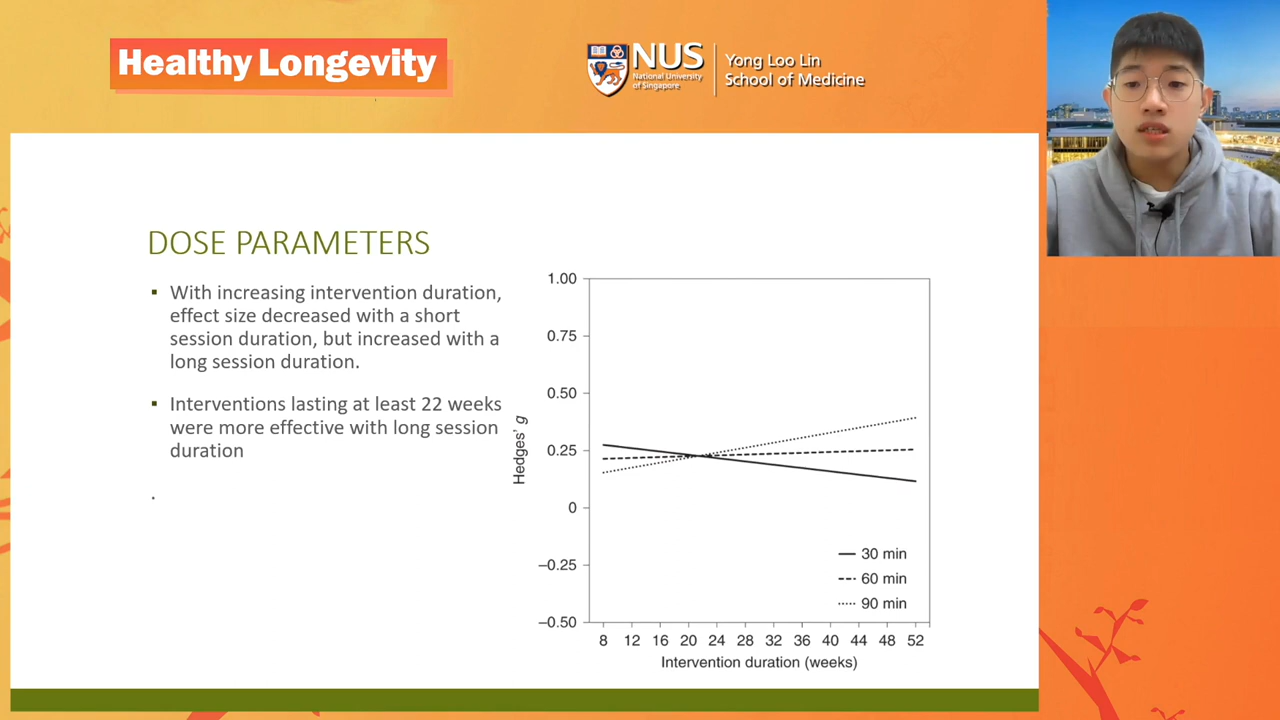 Healthy Longevity
NUS
National University
of Singapore
Yong Loo Lin
School of Medicine
DOSE PARAMETERS
▪ With increasing intervention duration,
effect size decreased with a short
session duration, but increased with a
long session duration.
▪ Interventions lasting at least 22 weeks
were more effective with long session
duration
.
1.00
0.75
0.50
0.25
0
−0.25
−0.50
Hedges' g
30 min
60 min
90 min
8 12 16 20 24 28 32 36 40 44 48 52
Intervention duration (weeks)